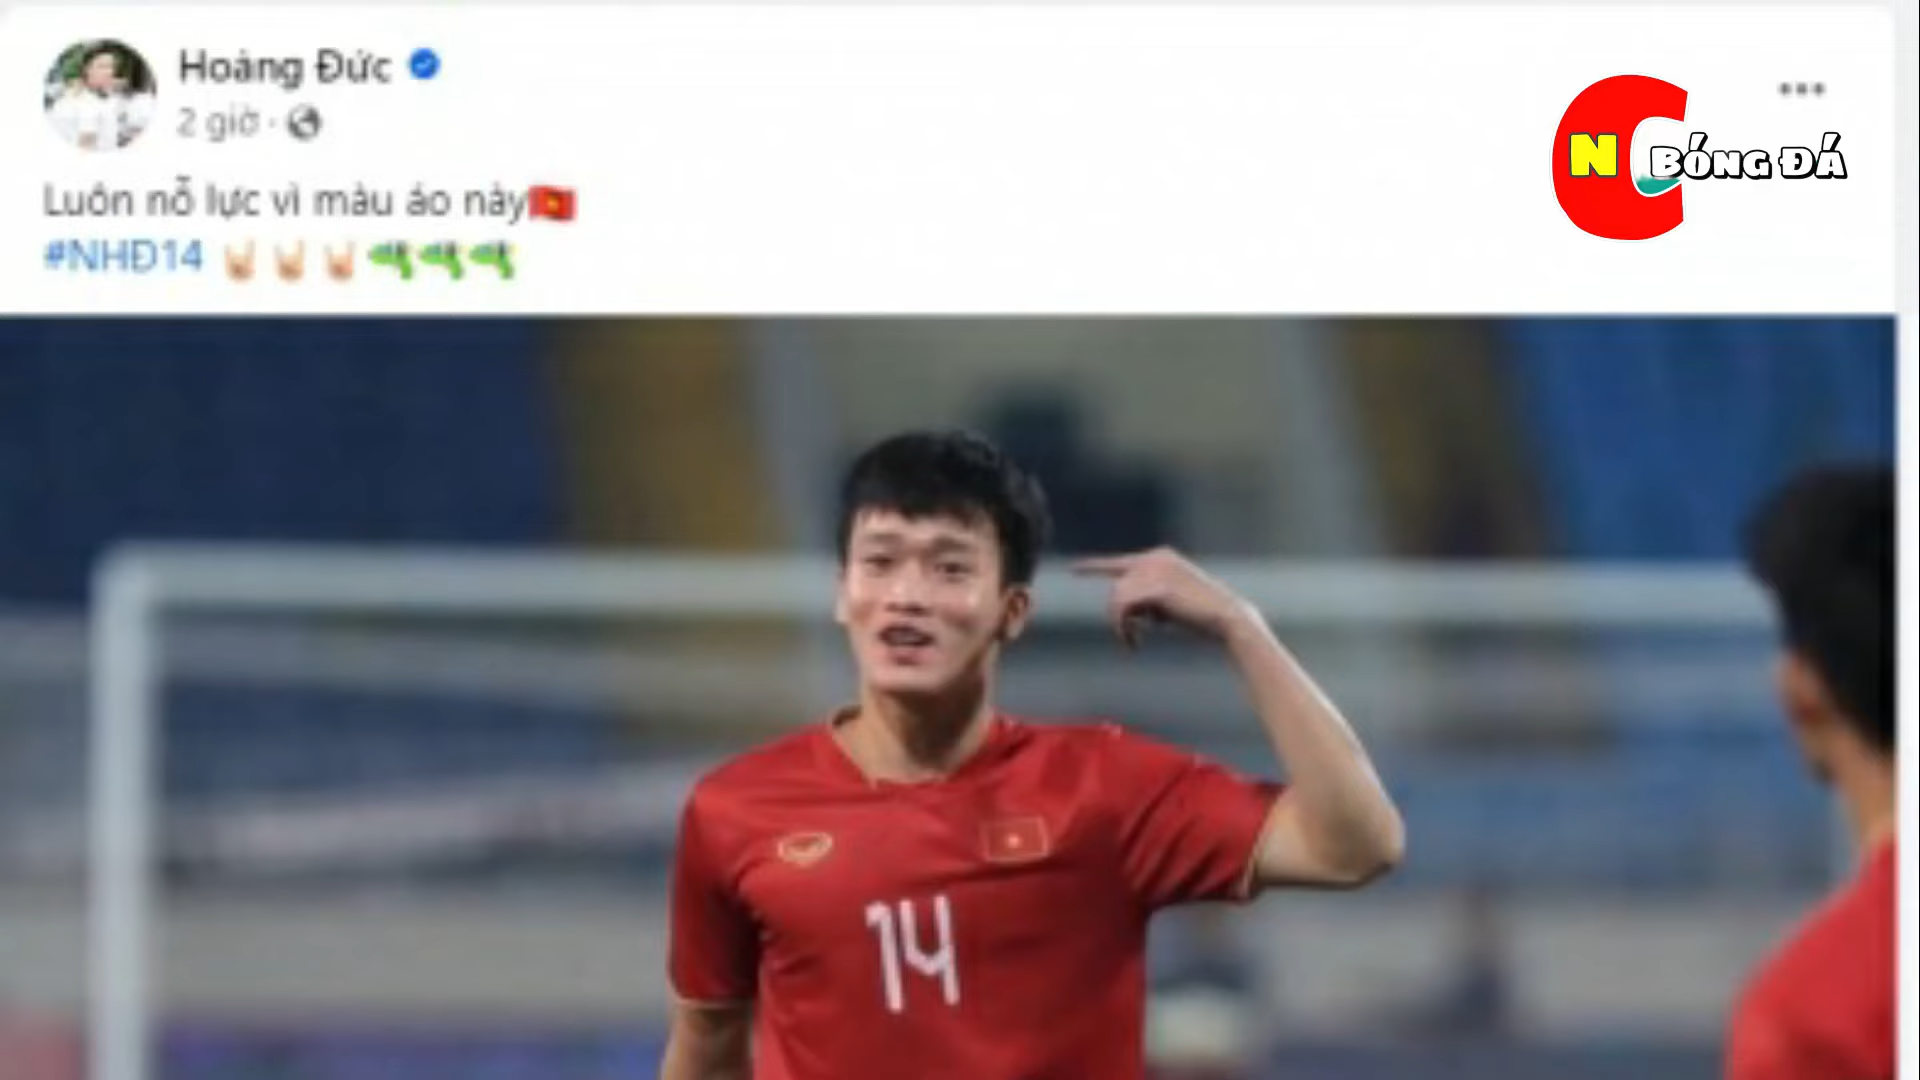 Hoàng Đức
2 giờ ·
Luôn nỗ lực vì màu áo này🇻🇳
#NHĐ14 🤘🏻🤘🏻🤘🏻🔫🔫🔫
NC BÓNG ĐÁ
14